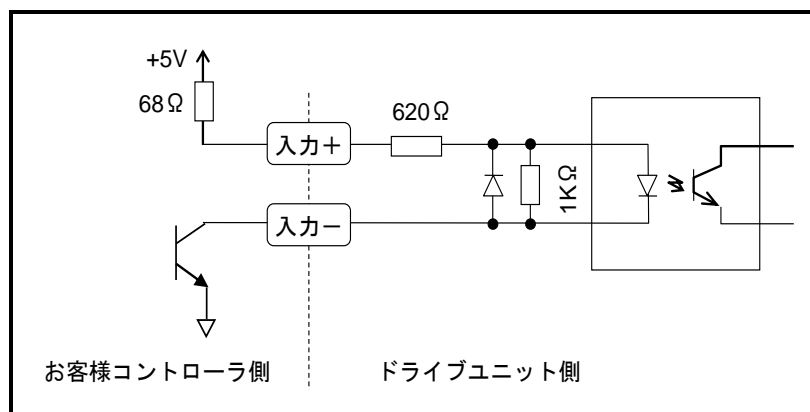 +5V
68Ω
620Ω
入力＋
1KΩ
入力－
お客様コントローラ側
ドライブユニット側